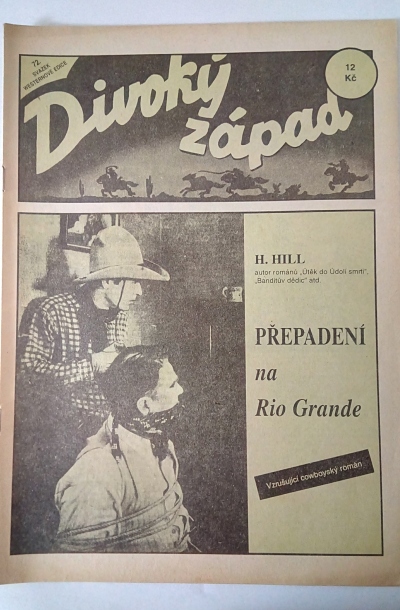 72.
SVAZEK
WESTERNOVÉ EDICE
Divoký
západ
12
Kč
H. HILL
autor románů „Útěk do Údolí smrti",
„Banditův dědic" atd.
PŘEPADENÍ
na
Rio Grande
Vzrušující cowboyský román